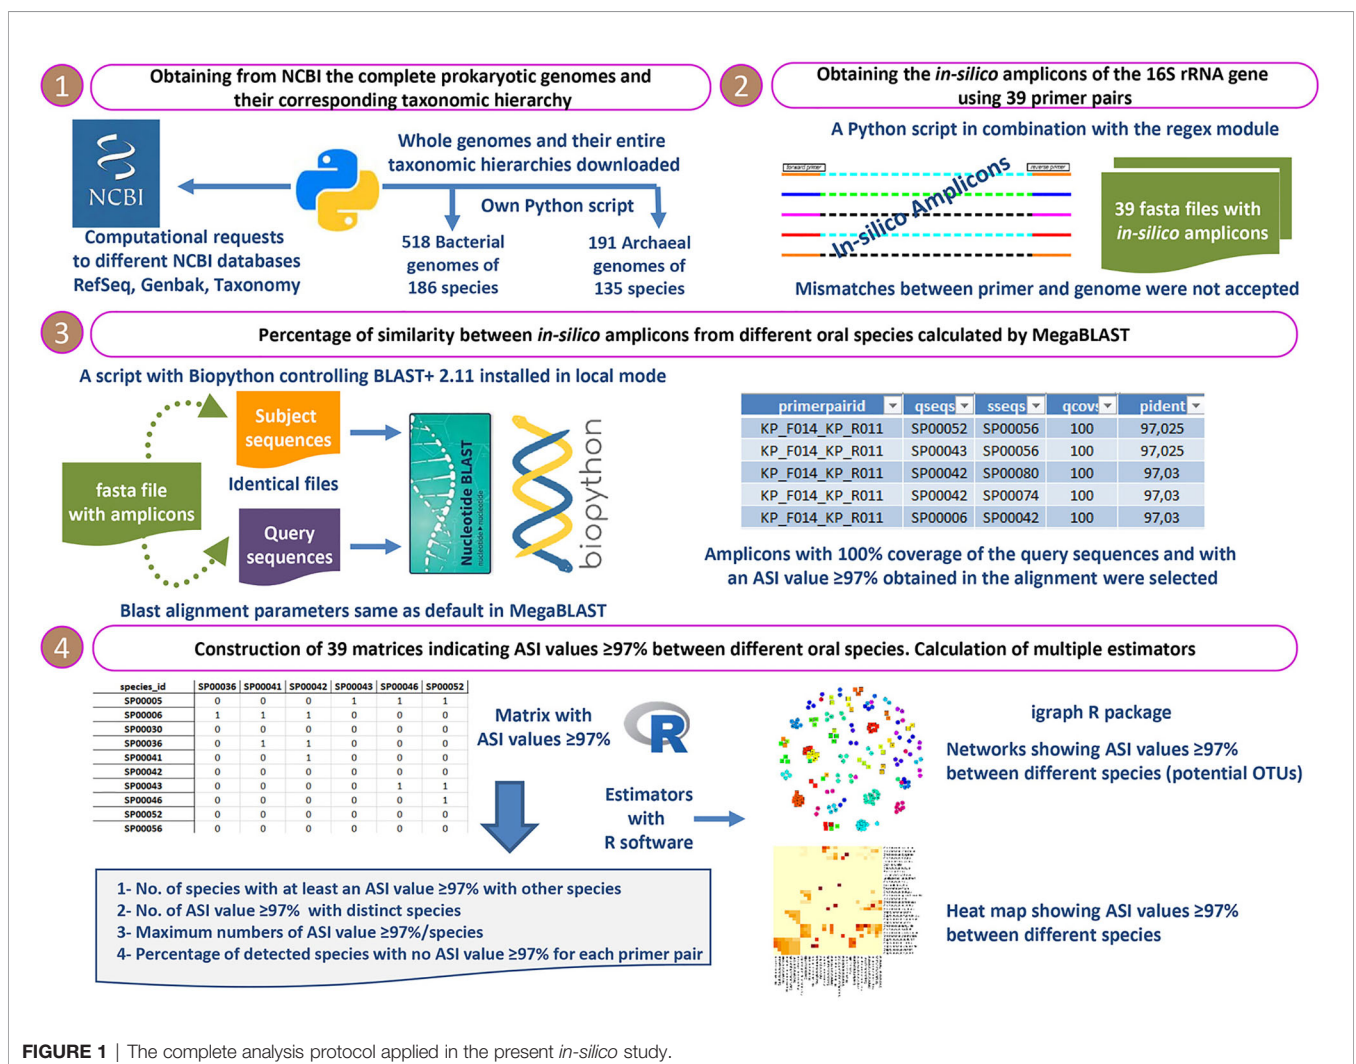 1
Obtaining from NCBI the complete prokaryotic genomes and
their corresponding taxonomic hierarchy
NCBI
Whole genomes and their entire
taxonomic hierarchies downloaded
Own Python script
Computational requests
to different NCBI databases
RefSeq, Genbak, Taxonomy
518 Bacterial
genomes of
186 species
191 Archaeal
genomes of
135 species
2
Obtaining the in-silico amplicons of the 16S rRNA gene
using 39 primer pairs
A Python script in combination with the regex module
forward primer
reverse primer
In-silico Amplicons
39 fasta files with
in-silico amplicons
Mismatches between primer and genome were not accepted
3
Percentage of similarity between in-silico amplicons from different oral species calculated by MegaBLAST
A script with Biopython controlling BLAST+ 2.11 installed in local mode
fasta file
with amplicons
Subject
sequences
Identical files
Query
sequences
Nucleotide BLAST
nucleotide ▸ nucleotide
biopython
Blast alignment parameters same as default in MegaBLAST
primerpairid qseqs sseqs qcovs pident
KP_F014_KP_R011 SP00052 SP00056 100 97,025
KP_F014_KP_R011 SP00043 SP00056 100 97,025
KP_F014_KP_R011 SP00042 SP00080 100 97,03
KP_F014_KP_R011 SP00042 SP00074 100 97,03
KP_F014_KP_R011 SP00006 SP00042 100 97,03
Amplicons with 100% coverage of the query sequences and with
an ASI value ≥97% obtained in the alignment were selected
4
Construction of 39 matrices indicating ASI values ≥97% between different oral species. Calculation of multiple estimators
species_id SP00036 SP00041 SP00042 SP00043 SP00046 SP00052
SP00005 0 0 0 1 1 1
SP00006 1 1 1 0 0 0
SP00030 0 0 0 0 0 0
SP00036 0 1 1 0 0 0
SP00041 0 0 1 0 0 0
SP00042 0 0 0 0 0 0
SP00043 0 0 0 0 1 1
SP00046 0 0 0 0 0 1
SP00052 0 0 0 0 0 0
SP00056 0 0 0 0 0 0
Matrix with
ASI values ≥97%
R
Estimators
with
R software
igraph R package
Networks showing ASI values ≥97%
between different species (potential OTUs)
Heat map showing ASI values ≥97%
between different species
1- No. of species with at least an ASI value ≥97% with other species
2- No. of ASI value ≥97% with distinct species
3- Maximum numbers of ASI value ≥97%/species
4- Percentage of detected species with no ASI value ≥97% for each primer pair
FIGURE 1 | The complete analysis protocol applied in the present in-silico study.